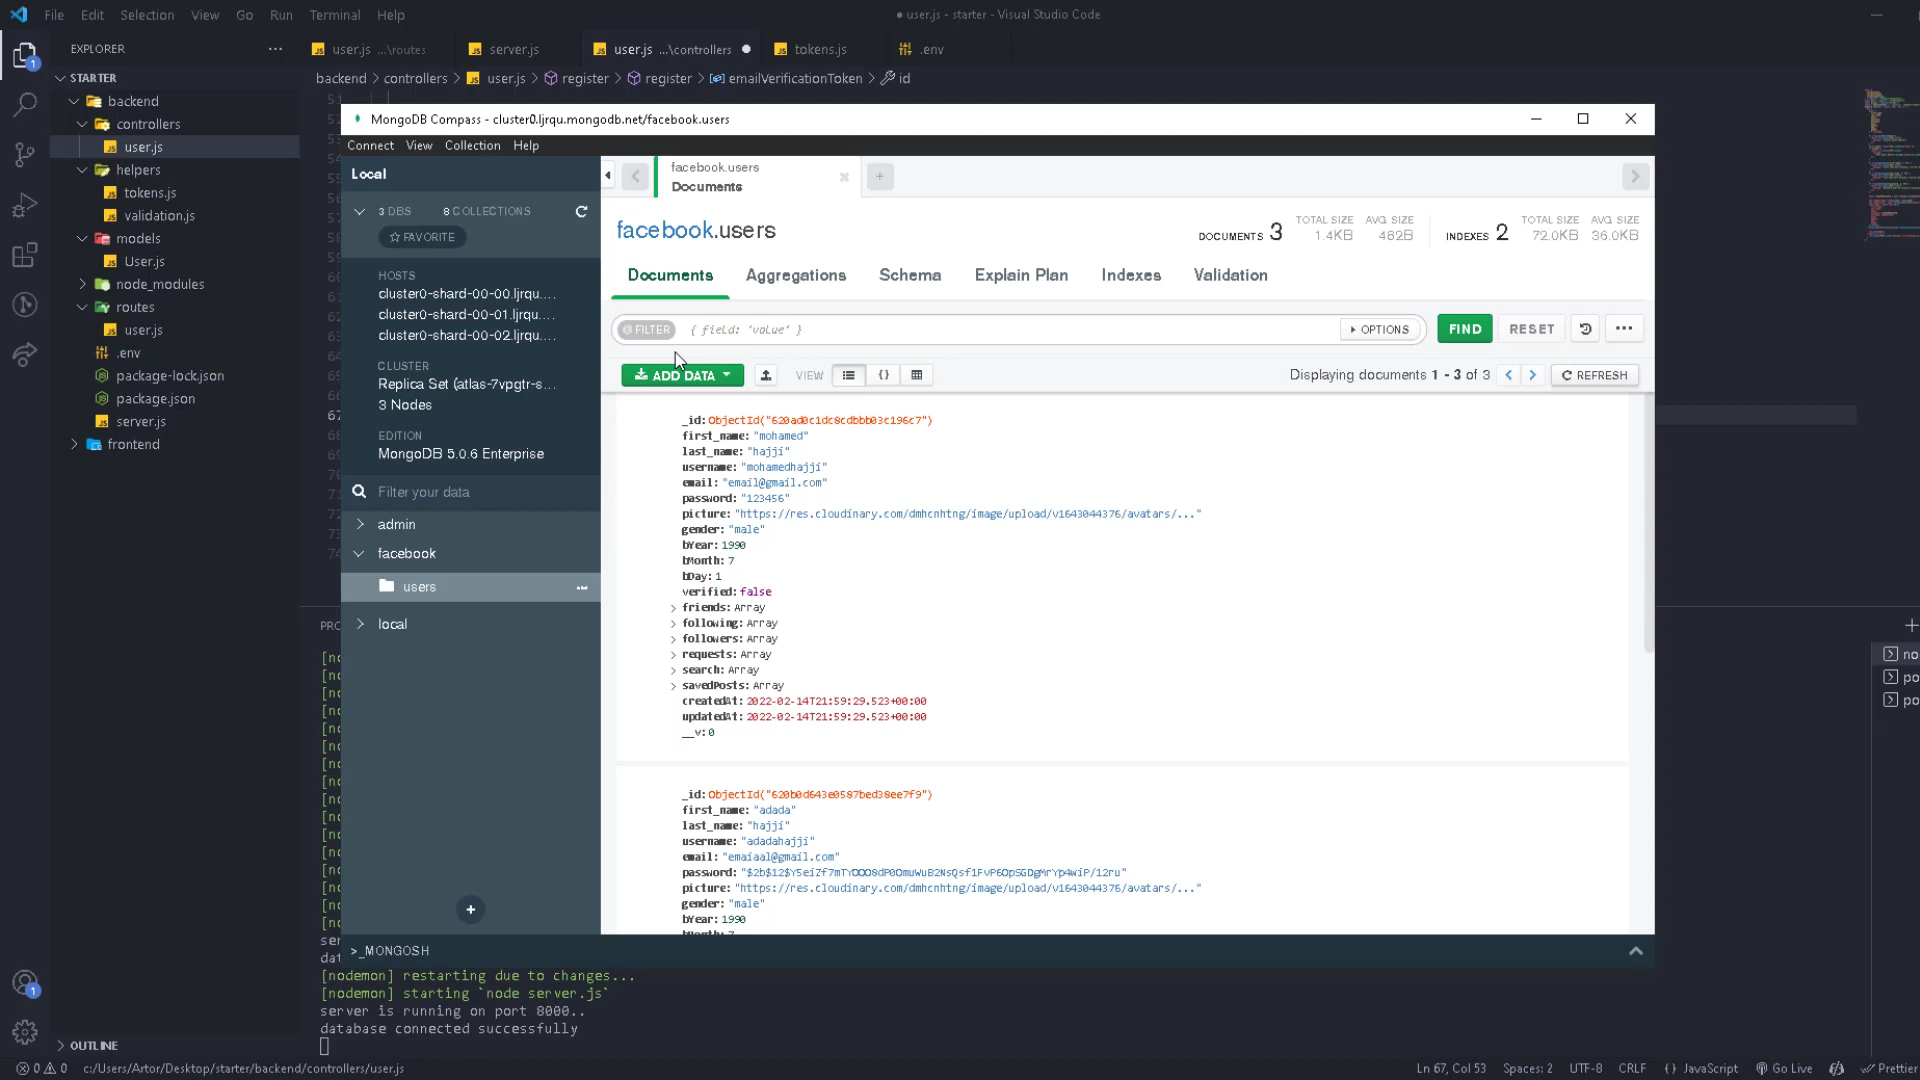 File Edit Selection View Go Run Terminal Help
● user.js - starter - Visual Studio Code
EXPLORER
user.js ...\routes
server.js
user.js ...\controllers
tokens.js
.env
STARTER
backend > controllers > user.js > register > register > emailVerificationToken > id
backend
controllers
user.js
helpers
tokens.js
validation.js
models
User.js
node_modules
routes
user.js
.env
package-lock.json
package.json
server.js
frontend
OUTLINE
MongoDB Compass - cluster0.ljrqu.mongodb.net/facebook.users
Connect View Collection Help
Local
3 DBS 8 COLLECTIONS
FAVORITE
HOSTS
cluster0-shard-00-00.ljrqu....
cluster0-shard-00-01.ljrqu....
cluster0-shard-00-02.ljrqu....
CLUSTER
Replica Set (atlas-7vpgtr-s...
3 Nodes
EDITION
MongoDB 5.0.6 Enterprise
Filter your data
admin
facebook
users
local
facebook.users
Documents
facebook.users
DOCUMENTS 3 TOTAL SIZE 1.4KB AVG SIZE 482B INDEXES 2 TOTAL SIZE 72.0KB AVG SIZE 36.0KB
Documents Aggregations Schema Explain Plan Indexes Validation
FILTER { field: 'value' } OPTIONS FIND RESET
ADD DATA VIEW Displaying documents 1 - 3 of 3 REFRESH
_id: ObjectId("620ad0c1dc8cdbbb03c196c7")
first_name: "mohamed"
last_name: "hajji"
username: "mohamedhajji"
email: "email@gmail.com"
password: "123456"
picture: "https://res.cloudinary.com/dmhcnhtng/image/upload/v1643044376/avatars/..."
gender: "male"
bYear: 1990
bMonth: 7
bDay: 1
verified: false
friends: Array
following: Array
followers: Array
requests: Array
search: Array
savedPosts: Array
createdAt: 2022-02-14T21:59:29.523+00:00
updatedAt: 2022-02-14T21:59:29.523+00:00
__v: 0
_id: ObjectId("620b0d643e0587bed38ee7f9")
first_name: "adada"
last_name: "hajji"
username: "adadahajji"
email: "emaiaal@gmail.com"
picture: "https://res.cloudinary.com/dmhcnhtng/image/upload/v1643044376/avatars/..."
gender: "male"
bYear: 1990
bMonth: 7
>_MONGOSH
[nodemon] restarting due to changes...
[nodemon] starting `node server.js`
server is running on port 8000..
database connected successfully
0 0 c:/Users/Artor/Desktop/starter/backend/controllers/user.js
Ln 67, Col 53 Spaces: 2 UTF-8 CRLF {} JavaScript Go Live Prettier